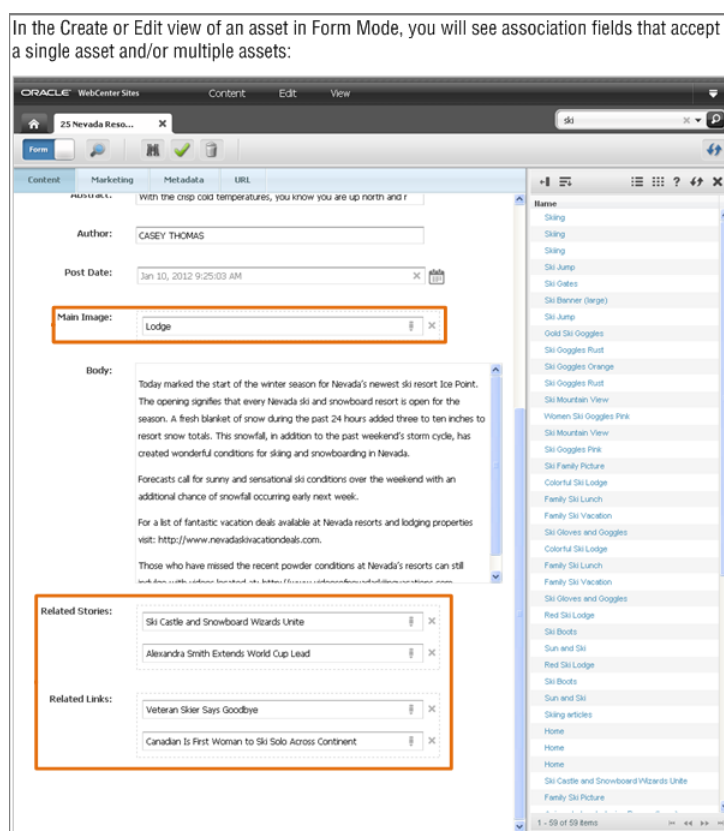 In the Create or Edit view of an asset in Form Mode, you will see association fields that accept
a single asset and/or multiple assets:
ORACLE WebCenter Sites Content Edit View
25 Nevada Reso...
ski
Form
Content Marketing Metadata URL
Abstract: With the crisp cold temperatures, you know you are up north and r
Author: CASEY THOMAS
Post Date: Jan 10, 2012 9:25:03 AM
Main Image: Lodge
Body:
Today marked the start of the winter season for Nevada's newest ski resort Ice Point.
The opening signifies that every Nevada ski and snowboard resort is open for the
season. A fresh blanket of snow during the past 24 hours added three to ten inches to
resort snow totals. This snowfall, in addition to the past weekend's storm cycle, has
created wonderful conditions for skiing and snowboarding in Nevada.
Forecasts call for sunny and sensational ski conditions over the weekend with an
additional chance of snowfall occurring early next week.
For a list of fantastic vacation deals available at Nevada resorts and lodging properties
visit: http://www.nevadaskivacationdeals.com.
Those who have missed the recent powder conditions at Nevada's resorts can still
Related Stories:
Ski Castle and Snowboard Wizards Unite
Alexandra Smith Extends World Cup Lead
Related Links:
Veteran Skier Says Goodbye
Canadian Is First Woman to Ski Solo Across Continent
?
Name
Skiing
Skiing
Skiing
Ski Jump
Ski Gates
Ski Banner (large)
Ski Jump
Gold Ski Goggles
Ski Goggles Rust
Ski Goggles Orange
Ski Goggles Rust
Ski Mountain View
Women Ski Goggles Pink
Ski Mountain View
Ski Goggles Pink
Ski Family Picture
Colorful Ski Lodge
Family Ski Lunch
Family Ski Vacation
Ski Gloves and Goggles
Colorful Ski Lodge
Family Ski Lunch
Family Ski Vacation
Ski Gloves and Goggles
Red Ski Lodge
Ski Boots
Sun and Ski
Red Ski Lodge
Ski Boots
Sun and Ski
Skiing articles
Home
Home
Home
Ski Castle and Snowboard Wizards Unite
Family Ski Picture
1 - 59 of 59 items